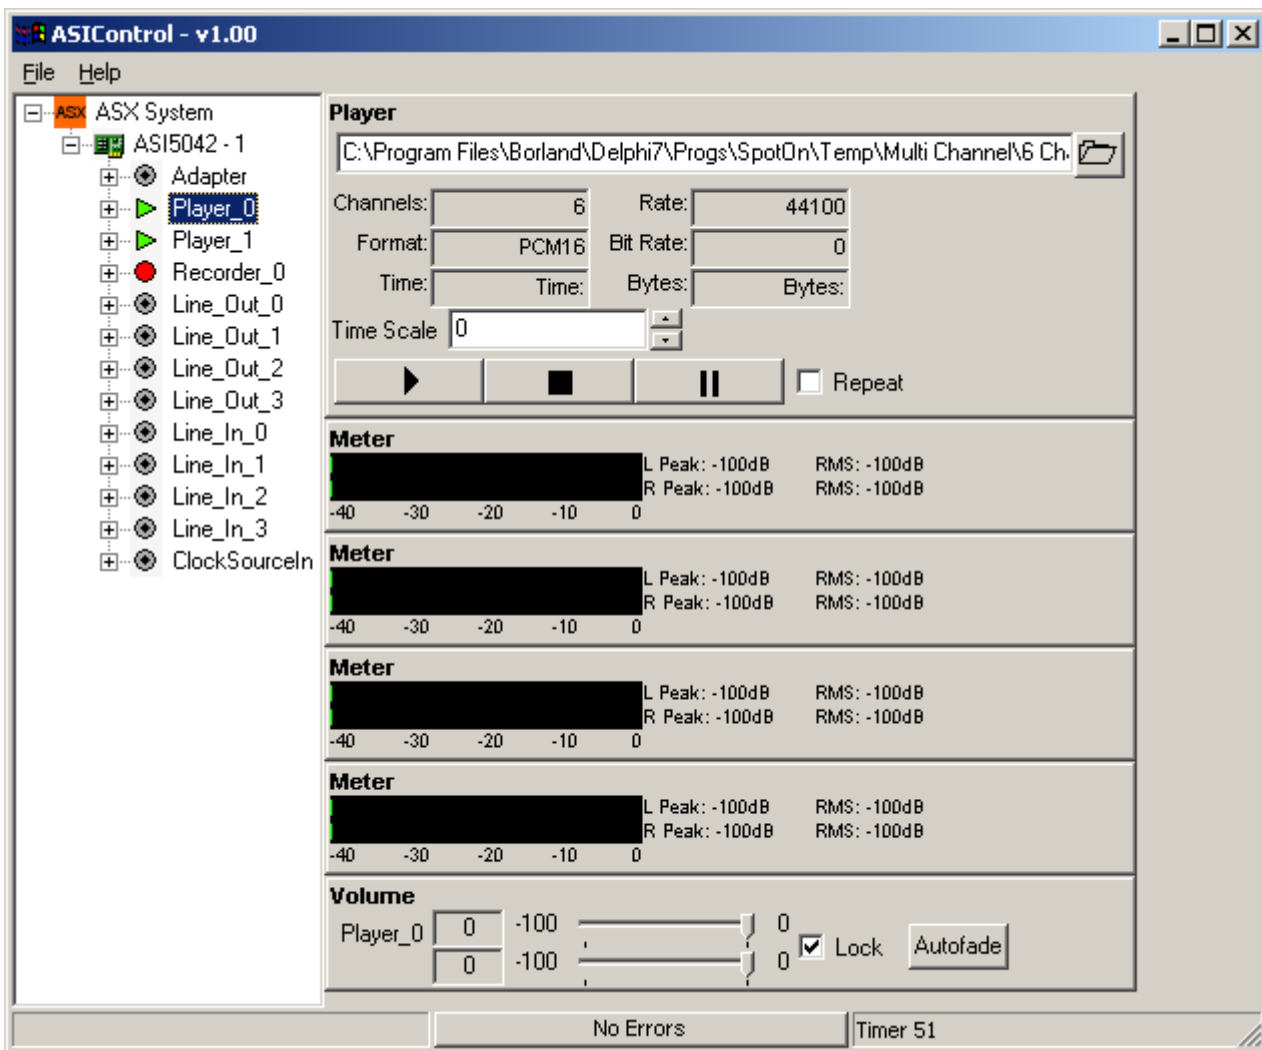 ASIControl - v1.00
File Help
ASX ASX System
ASI5042 - 1
Adapter
Player_0
Player_1
Recorder_0
Line_Out_0
Line_Out_1
Line_Out_2
Line_Out_3
Line_In_0
Line_In_1
Line_In_2
Line_In_3
ClockSourceIn
Player
C:\Program Files\Borland\Delphi7\Progs\SpotOn\Temp\Multi Channel\6 Ch
Channels: 6 Rate: 44100
Format: PCM16 Bit Rate: 0
Time: Time: Bytes: Bytes:
Time Scale 0
Repeat
Meter
L Peak: -100dB RMS: -100dB
R Peak: -100dB RMS: -100dB
-40 -30 -20 -10 0
Meter
L Peak: -100dB RMS: -100dB
R Peak: -100dB RMS: -100dB
-40 -30 -20 -10 0
Meter
L Peak: -100dB RMS: -100dB
R Peak: -100dB RMS: -100dB
-40 -30 -20 -10 0
Meter
L Peak: -100dB RMS: -100dB
R Peak: -100dB RMS: -100dB
-40 -30 -20 -10 0
Volume
Player_0 0 -100 0
0 -100 0
Lock Autofade
No Errors Timer 51